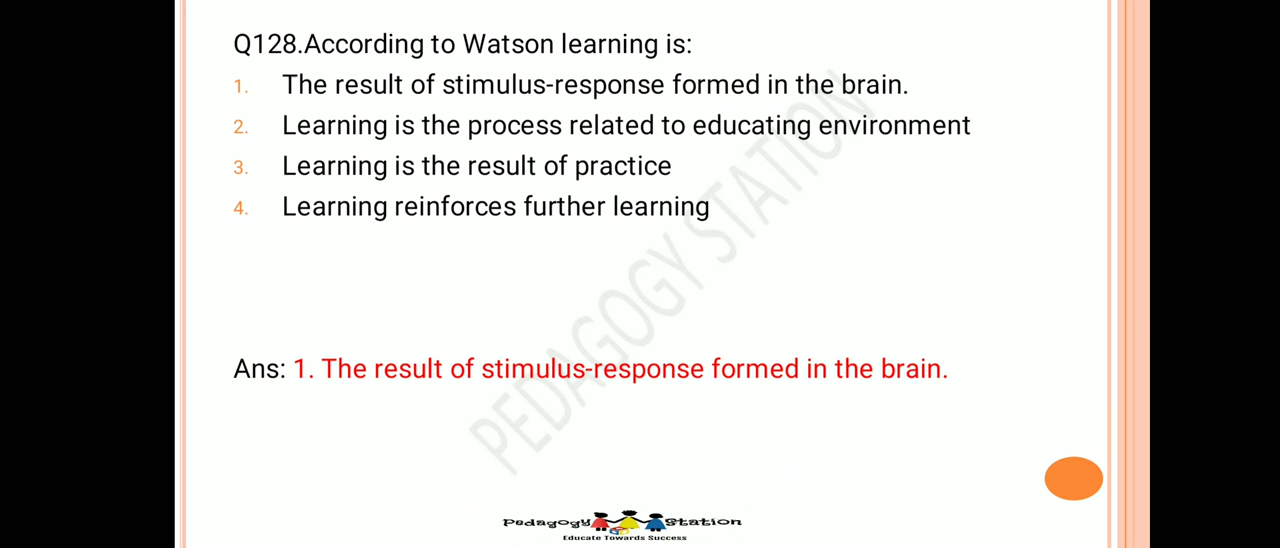 Q128.According to Watson learning is:
1. The result of stimulus-response formed in the brain.
2. Learning is the process related to educating environment
3. Learning is the result of practice
4. Learning reinforces further learning
PEDAGOGY STATION
Ans: 1. The result of stimulus-response formed in the brain.
Pedagogy Station
Educate Towards Success